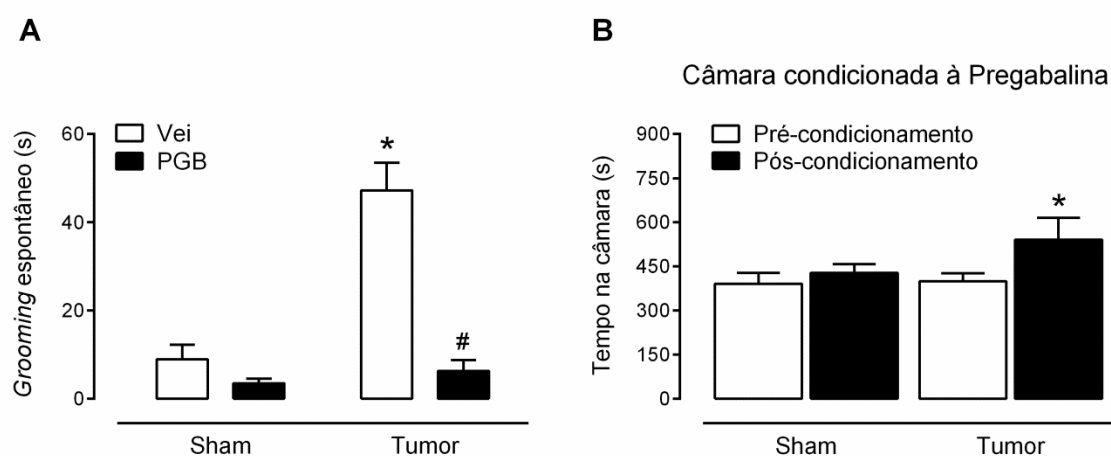 A
Grooming espontâneo (s)
60
40
20
0
Vei
PGB
*
#
Sham
Tumor
B
Câmara condicionada à Pregabalina
Tempo na câmara (s)
900
750
600
450
300
150
0
Pré-condicionamento
Pós-condicionamento
*
Sham
Tumor